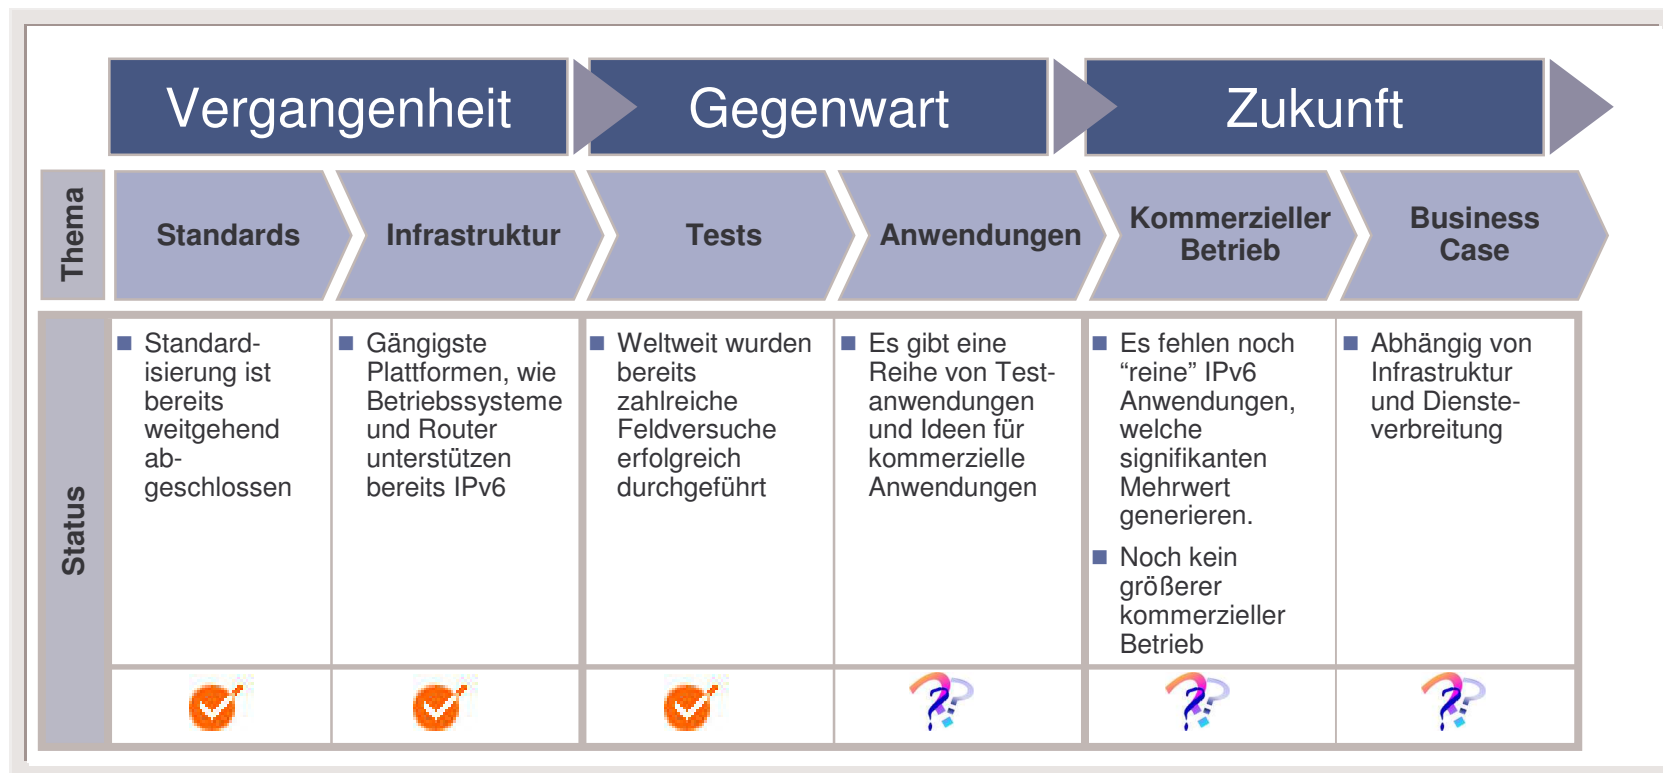 Vergangenheit
Gegenwart
Zukunft
Thema
Standards
Infrastruktur
Tests
Anwendungen
Kommerzieller
Betrieb
Business
Case
Status
Standard-
isierung ist
bereits
weitgehend
ab-
geschlossen
Gängigste
Plattformen, wie
Betriebssysteme
und Router
unterstützen
bereits IPv6
Weltweit wurden
bereits
zahlreiche
Feldversuche
erfolgreich
durchgeführt
Es gibt eine
Reihe von Test-
anwendungen
und Ideen für
kommerzielle
Anwendungen
Es fehlen noch
“reine” IPv6
Anwendungen,
welche
signifikanten
Mehrwert
generieren.
Noch kein
größerer
kommerzieller
Betrieb
Abhängig von
Infrastruktur
und Dienste-
verbreitung